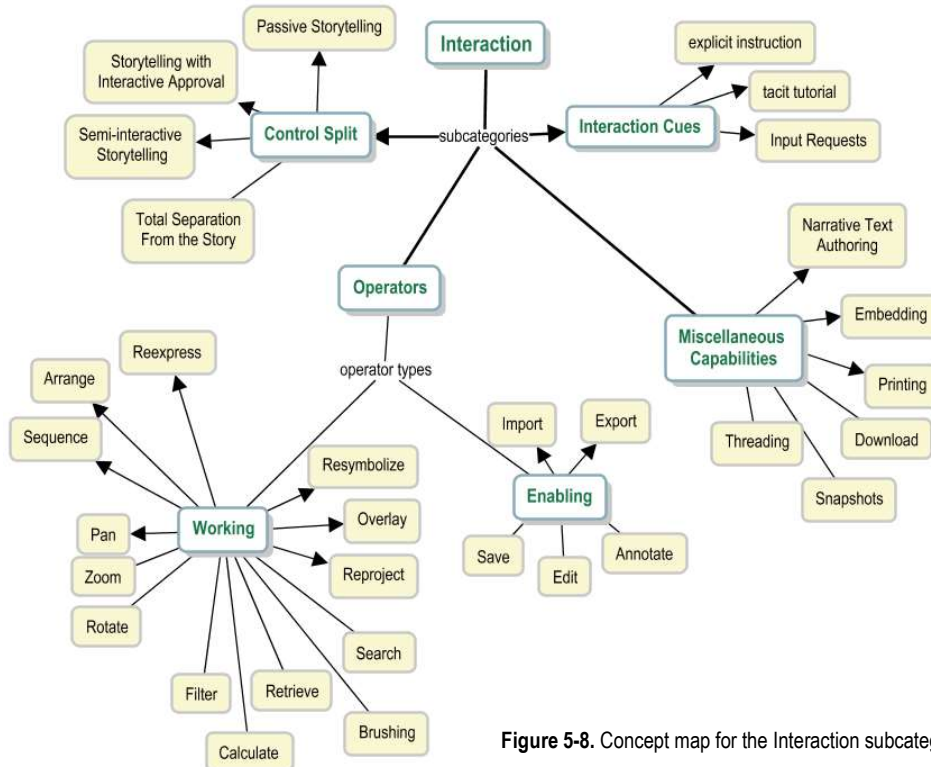 Passive Storytelling
Interaction
explicit instruction
Storytelling with
Interactive Approval
tacit tutorial
Semi-interactive
Storytelling
Control Split
subcategories
Interaction Cues
Input Requests
Total Separation
From the Story
Narrative Text
Authoring
Operators
Embedding
Miscellaneous
Capabilities
Reexpress
operator types
Arrange
Printing
Import
Export
Sequence
Threading
Download
Resymbolize
Enabling
Snapshots
Working
Overlay
Pan
Save
Annotate
Zoom
Reproject
Edit
Rotate
Search
Filter
Retrieve
Brushing
Calculate
Figure 5-8. Concept map for the Interaction subcateg